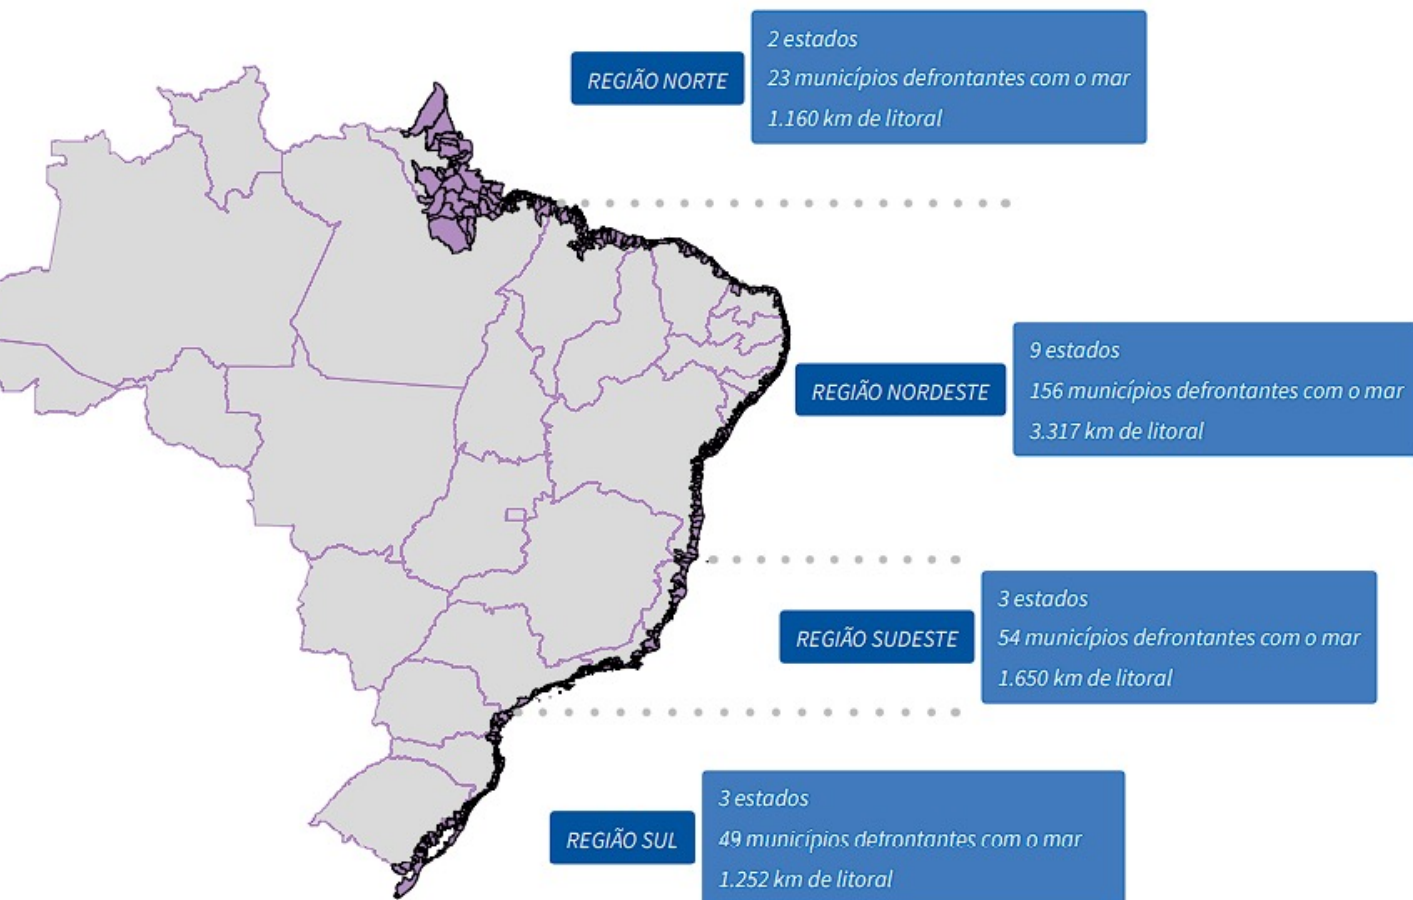 REGIÃO NORTE
2 estados
23 municípios defrontantes com o mar
1.160 km de litoral
REGIÃO NORDESTE
9 estados
156 municípios defrontantes com o mar
3.317 km de litoral
REGIÃO SUDESTE
3 estados
54 municípios defrontantes com o mar
1.650 km de litoral
REGIÃO SUL
3 estados
49 municípios defrontantes com o mar
1.252 km de litoral